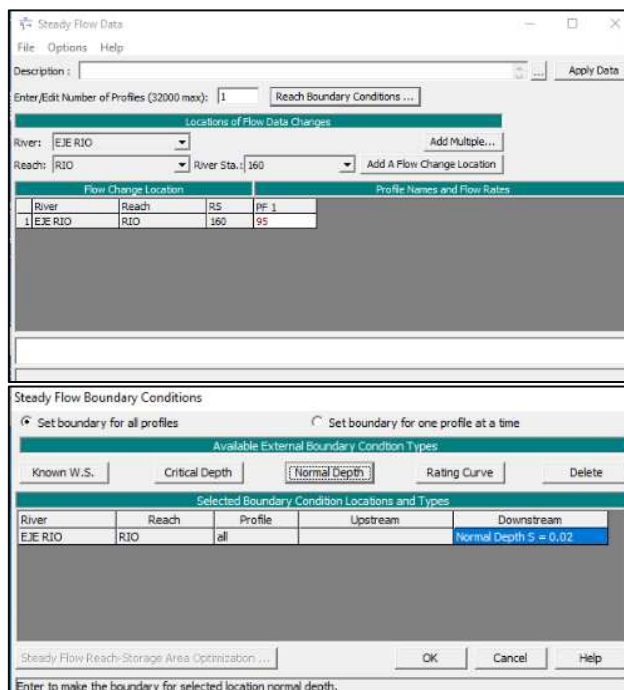 Steady Flow Data
File Options Help
Description : ... Apply Data
Enter/Edit Number of Profiles (32000 max): 1 Reach Boundary Conditions ...
Locations of Flow Data Changes
River: EJE RIO Add Multiple...
Reach: RIO River Sta.: 160 Add A Flow Change Location
Flow Change Location Profile Names and Flow Rates
River Reach RS PF 1
1 EJE RIO RIO 160 95
Steady Flow Boundary Conditions
Set boundary for all profiles Set boundary for one profile at a time
Available External Boundary Condtion Types
Known W.S. Critical Depth Normal Depth Rating Curve Delete
Selected Boundary Condition Locations and Types
River Reach Profile Upstream Downstream
EJE RIO RIO all Normal Depth S = 0.02
Steady Flow Reach-Storage Area Optimization ... OK Cancel Help
Enter to make the boundary for selected location normal depth.